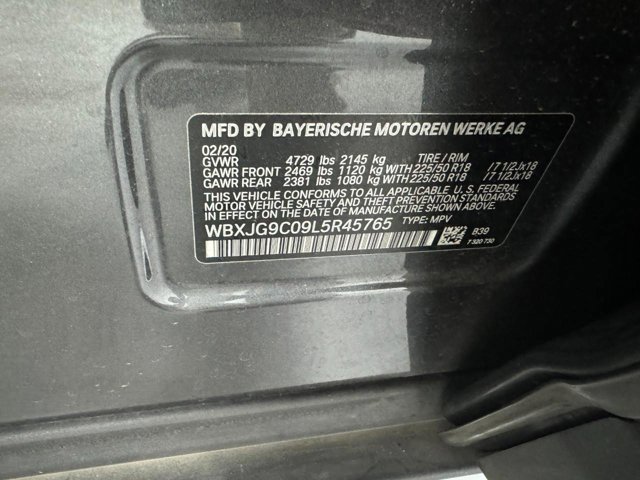 MFD BY BAYERISCHE MOTOREN WERKE AG
02/20
GVWR 4729 lbs 2145 kg TIRE / RIM
GAWR FRONT 2469 lbs 1120 kg WITH 225/50 R18 / 7 1/2Jx18
GAWR REAR 2381 lbs 1080 kg WITH 225/50 R18 / 7 1/2Jx18
THIS VEHICLE CONFORMS TO ALL APPLICABLE U. S. FEDERAL
MOTOR VEHICLE SAFETY AND THEFT PREVENTION STANDARDS
IN EFFECT ON THE DATE OF MANUFACTURE SHOWN ABOVE.
WBXJG9C09L5R45765 TYPE: MPV
B39
7 320 730